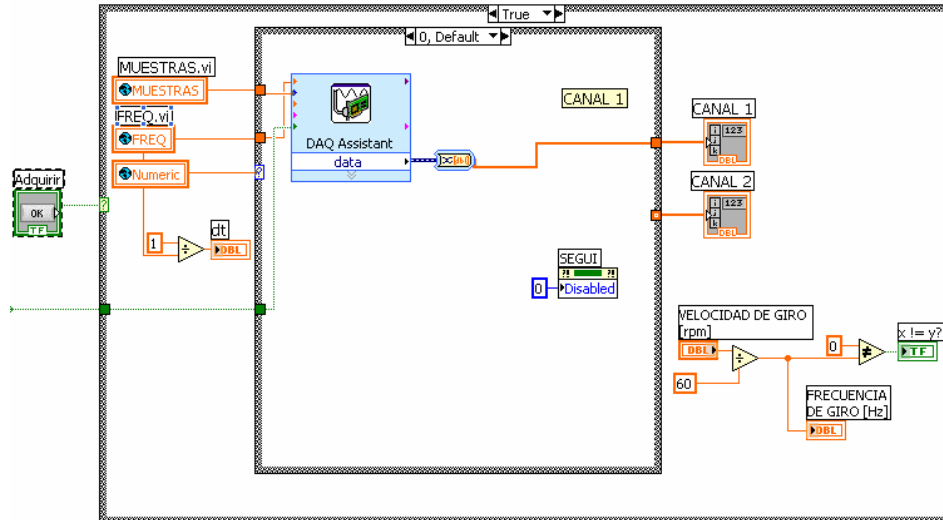 True
0, Default
MUESTRAS.vi
MUESTRAS
FREQ.vi
FREQ
Numeric
?
DAQ Assistant
data
CANAL 1
CANAL 1
123
DBL
CANAL 2
123
DBL
Adquirir
OK
TF
?
1
÷
dt
DBL
SEGUI
?! ?!
0
Disabled
VELOCIDAD DE GIRO
[rpm]
DBL
÷
60
0
≠
x != y?
TF
FRECUENCIA
DE GIRO [Hz]
DBL